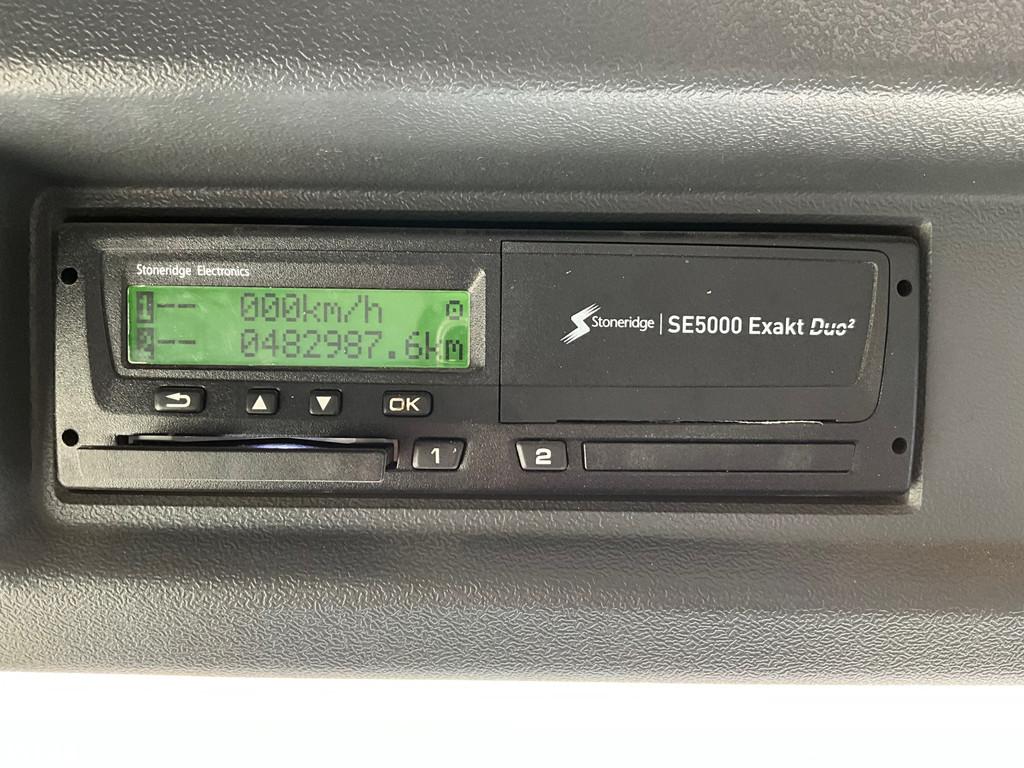 Stoneridge Electronics
1-- 000km/h
2-- 0482987.6km
OK
1
2
Stoneridge | SE5000 Exakt Duo²